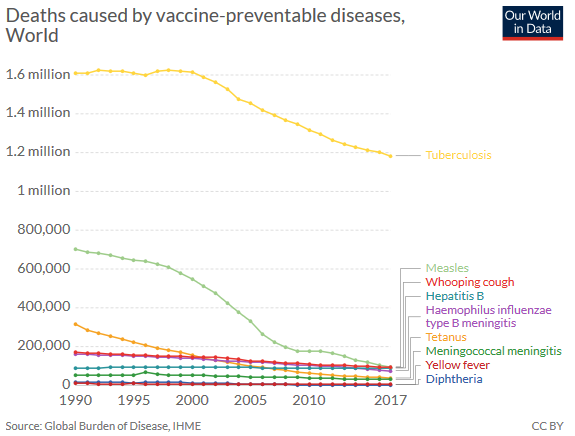 Deaths caused by vaccine-preventable diseases,
World
Our World
in Data
1.6 million
1.4 million
1.2 million
1 million
800,000
600,000
400,000
200,000
0
1990
1995
2000
2005
2010
2017
Tuberculosis
Measles
Whooping cough
Hepatitis B
Haemophilus influenzae
type B meningitis
Tetanus
Meningococcal meningitis
Yellow fever
Diphtheria
Source: Global Burden of Disease, IHME
CC BY